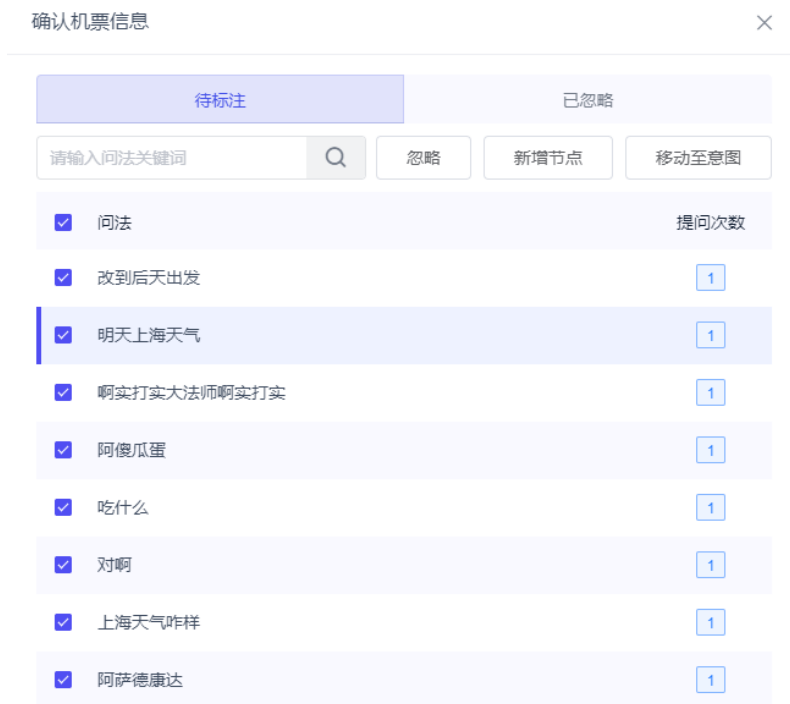 确认机票信息
待标注 已忽略
请输入问法关键词 忽略 新增节点 移动至意图
问法 提问次数
改到后天出发 1
明天上海天气 1
啊实打实大法师啊实打实 1
阿傻瓜蛋 1
吃什么 1
对啊 1
上海天气咋样 1
阿萨德康达 1